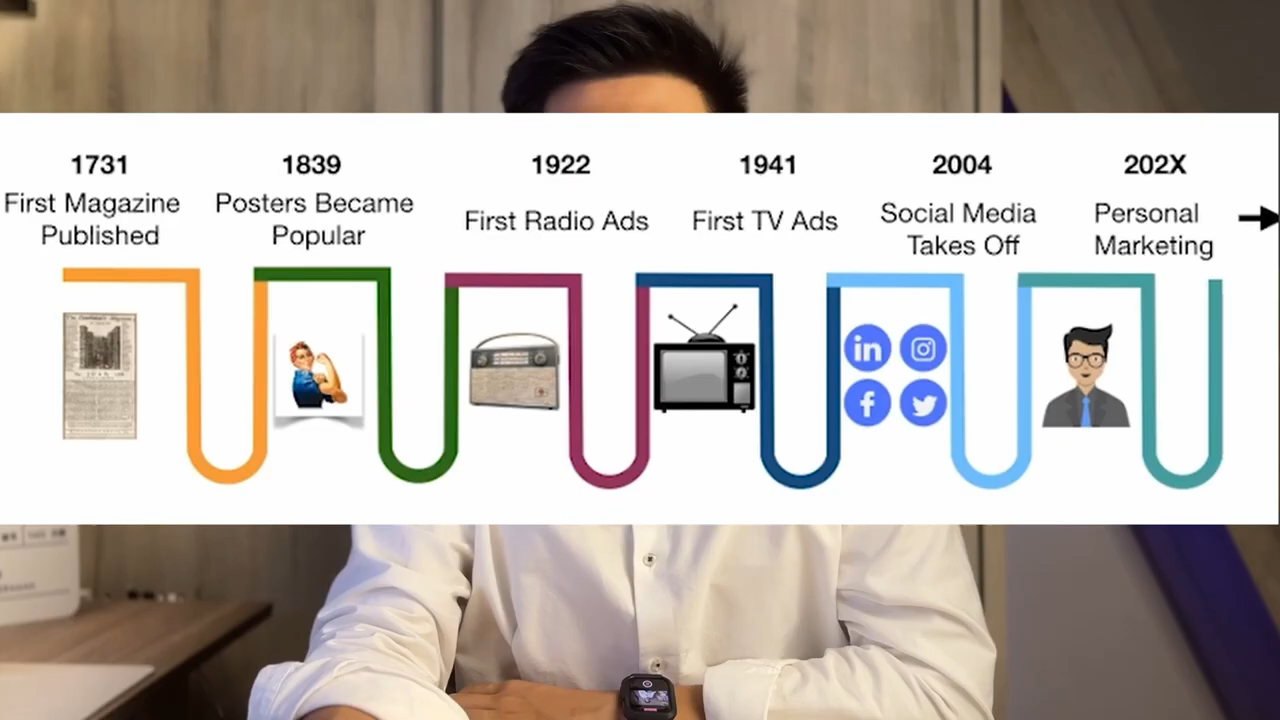 1731
First Magazine
Published
1839
Posters Became
Popular
1922
First Radio Ads
1941
First TV Ads
2004
Social Media
Takes Off
202X
Personal
Marketing
in